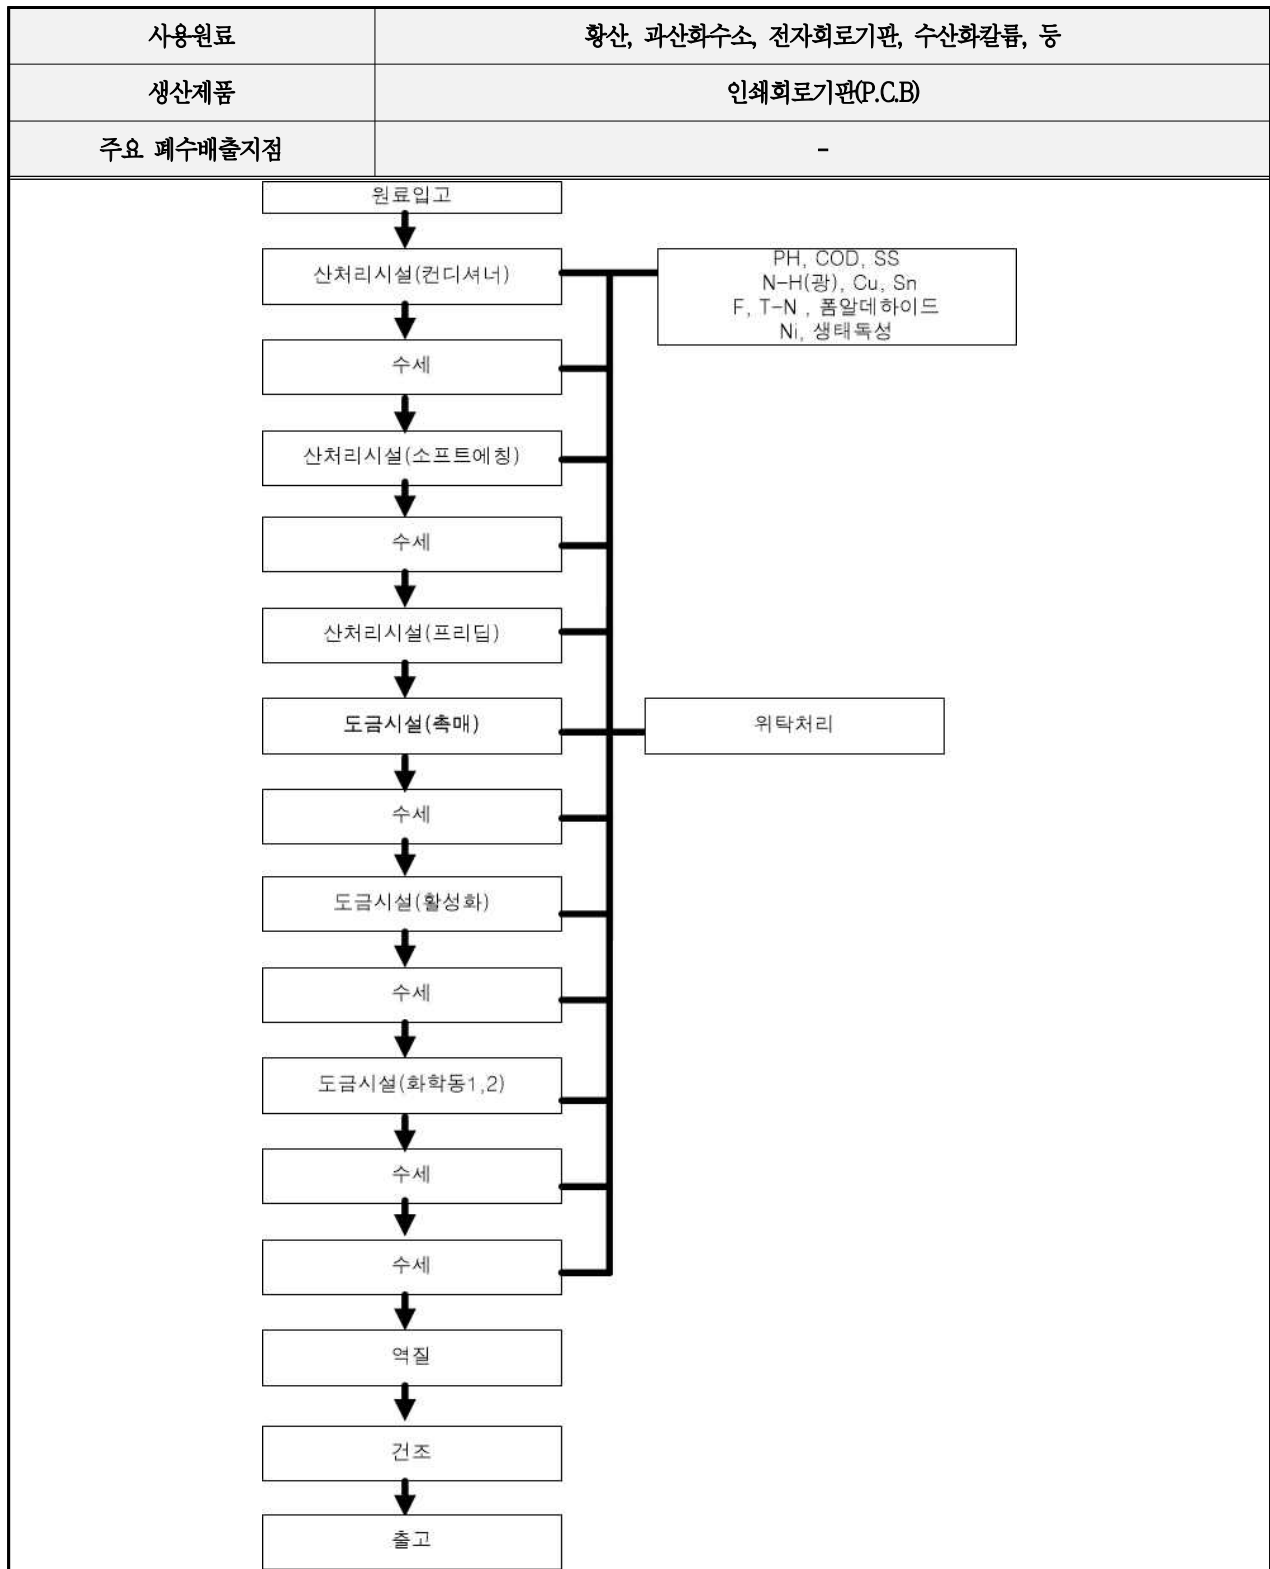 사용원료
황산, 과산화수소, 전자회로기판, 수산화칼륨, 등
생산제품
인쇄회로기판(P.C.B)
주요 폐수배출지점
-
원료입고
산처리시설(컨디셔너)
PH, COD, SS
N-H(광), Cu, Sn
F, T-N , 폼알데하이드
Ni, 생태독성
수세
산처리시설(소프트에칭)
수세
산처리시설(프리딥)
도금시설(촉매)
위탁처리
수세
도금시설(활성화)
수세
도금시설(화학동1,2)
수세
수세
역질
건조
출고